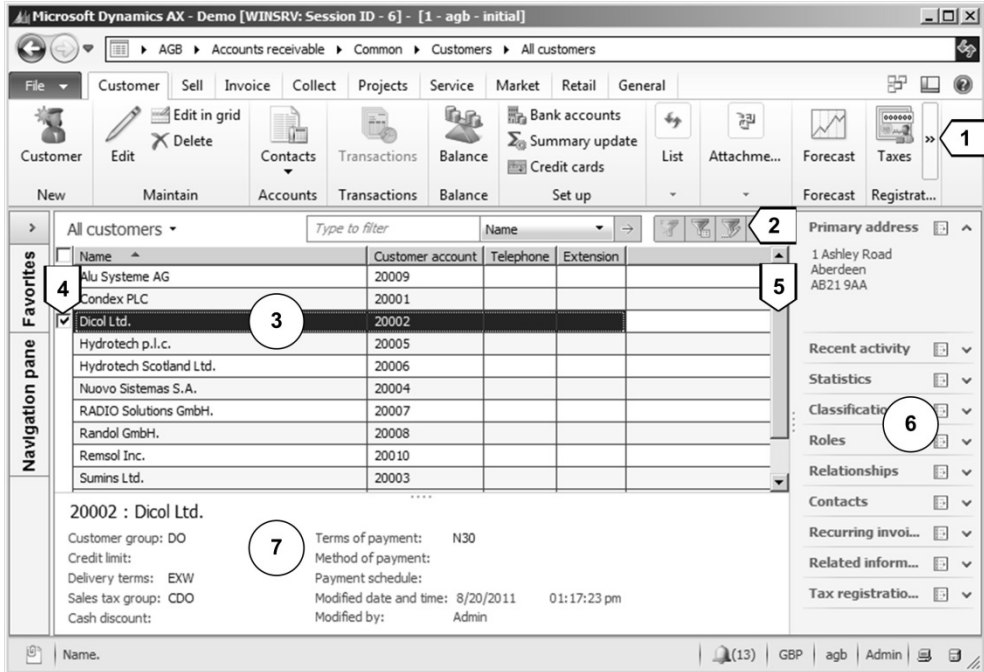 Microsoft Dynamics AX - Demo [WINSRV: Session ID - 6] - [1 - agb - initial]
AGB Accounts receivable Common Customers All customers
File Customer Sell Invoice Collect Projects Service Market Retail General
Customer
New
Edit
Edit in grid
Delete
Maintain
Contacts
Accounts
Transactions
Transactions
Balance
Balance
Bank accounts
Summary update
Credit cards
Set up
List
Attachme...
Forecast
Forecast
Taxes
Registrat...
»
1
Favorites
Navigation pane
All customers Type to filter Name
2
Name Customer account Telephone Extension
Alu Systeme AG 20009
Condex PLC 20001
Dicol Ltd. 20002
Hydrotech p.l.c. 20005
Hydrotech Scotland Ltd. 20006
Nuovo Sistemas S.A. 20004
RADIO Solutions GmbH. 20007
Randol GmbH. 20008
Remsol Inc. 20010
Sumins Ltd. 20003
4
3
5
20002 : Dicol Ltd.
Customer group: DO
Credit limit:
Delivery terms: EXW
Sales tax group: CDO
Cash discount:
7
Terms of payment: N30
Method of payment:
Payment schedule:
Modified date and time: 8/20/2011 01:17:23 pm
Modified by: Admin
Primary address
1 Ashley Road
Aberdeen
AB21 9AA
Recent activity
Statistics
Classificatio
6
Roles
Relationships
Contacts
Recurring invoi...
Related inform...
Tax registratio...
Name. (13) GBP agb Admin